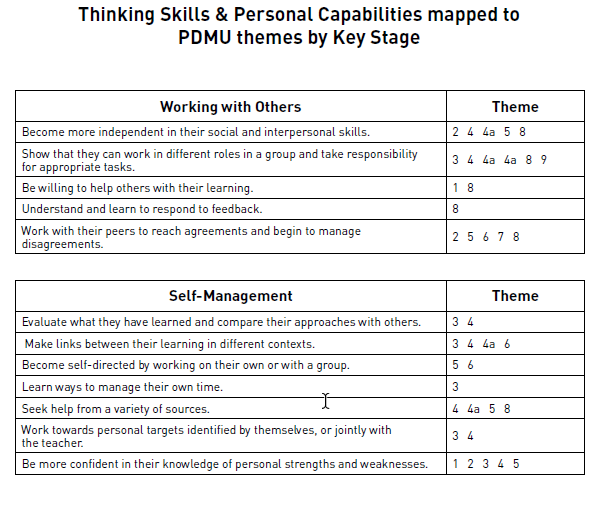 Thinking Skills & Personal Capabilities mapped to
PDMU themes by Key Stage
Working with Others Theme
Become more independent in their social and interpersonal skills. 2 4 4a 5 8
Show that they can work in different roles in a group and take responsibility
for appropriate tasks. 3 4 4a 4a 8 9
Be willing to help others with their learning. 1 8
Understand and learn to respond to feedback. 8
Work with their peers to reach agreements and begin to manage
disagreements. 2 5 6 7 8
Self-Management Theme
Evaluate what they have learned and compare their approaches with others. 3 4
Make links between their learning in different contexts. 3 4 4a 6
Become self-directed by working on their own or with a group. 5 6
Learn ways to manage their own time. 3
Seek help from a variety of sources. 4 4a 5 8
Work towards personal targets identified by themselves, or jointly with
the teacher. 3 4
Be more confident in their knowledge of personal strengths and weaknesses. 1 2 3 4 5